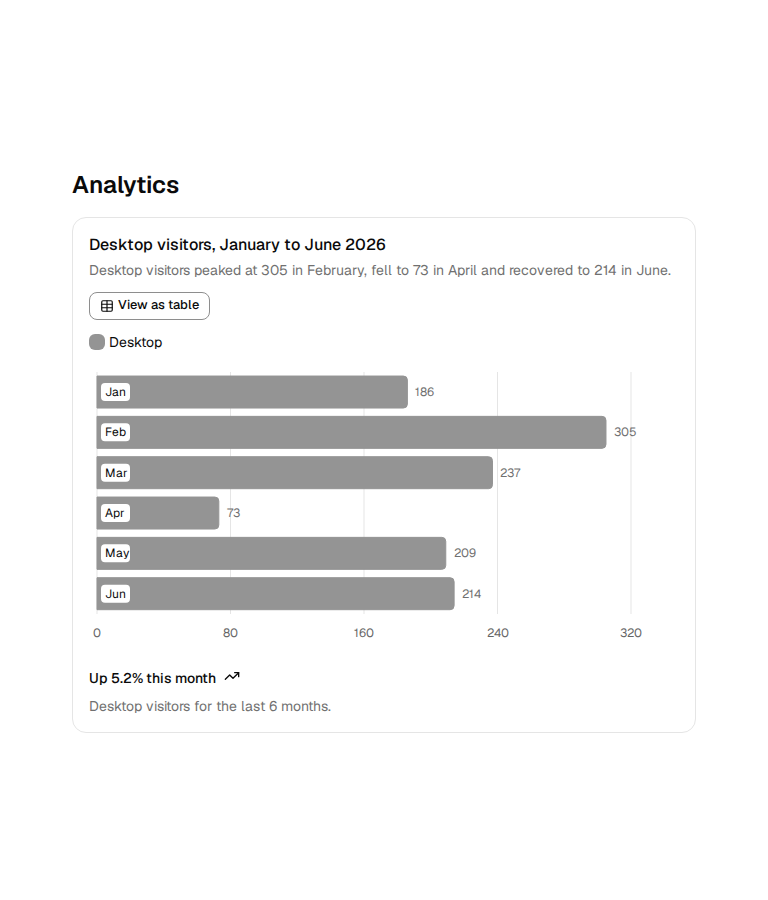 Analytics
Desktop visitors, January to June 2026
Desktop visitors peaked at 305 in February, fell to 73 in April and recovered to 214 in June.
View as table
Desktop
Jan 186
Feb 305
Mar 237
Apr 73
May 209
Jun 214
0 80 160 240 320
Up 5.2% this month
Desktop visitors for the last 6 months.